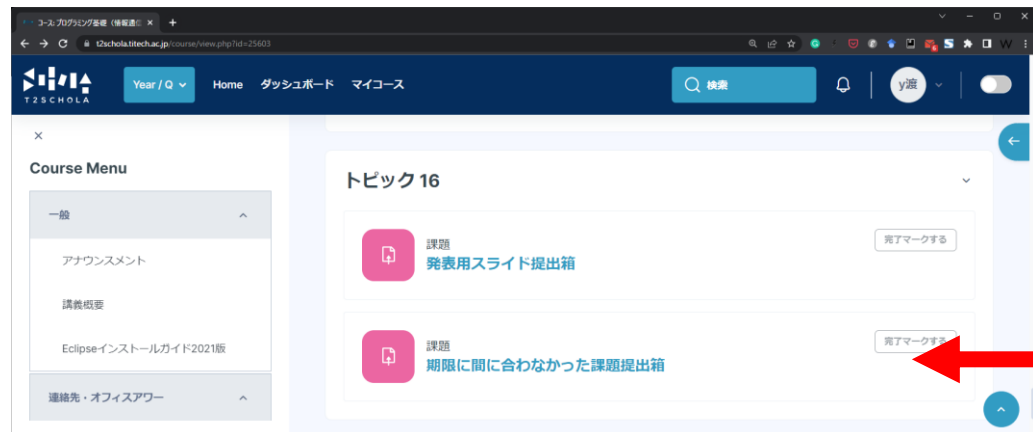 コース: プログラミング基礎 (情報通信
t2schola.titech.ac.jp/course/view.php?id=25603
T2SCHOLA
Year / Q
Home
ダッシュボード
マイコース
検索
y渡
Course Menu
一般
アナウンスメント
講義概要
Eclipseインストールガイド2021版
連絡先・オフィスアワー
トピック 16
課題
完了マークする
発表用スライド提出箱
課題
完了マークする
期限に間に合わなかった課題提出箱